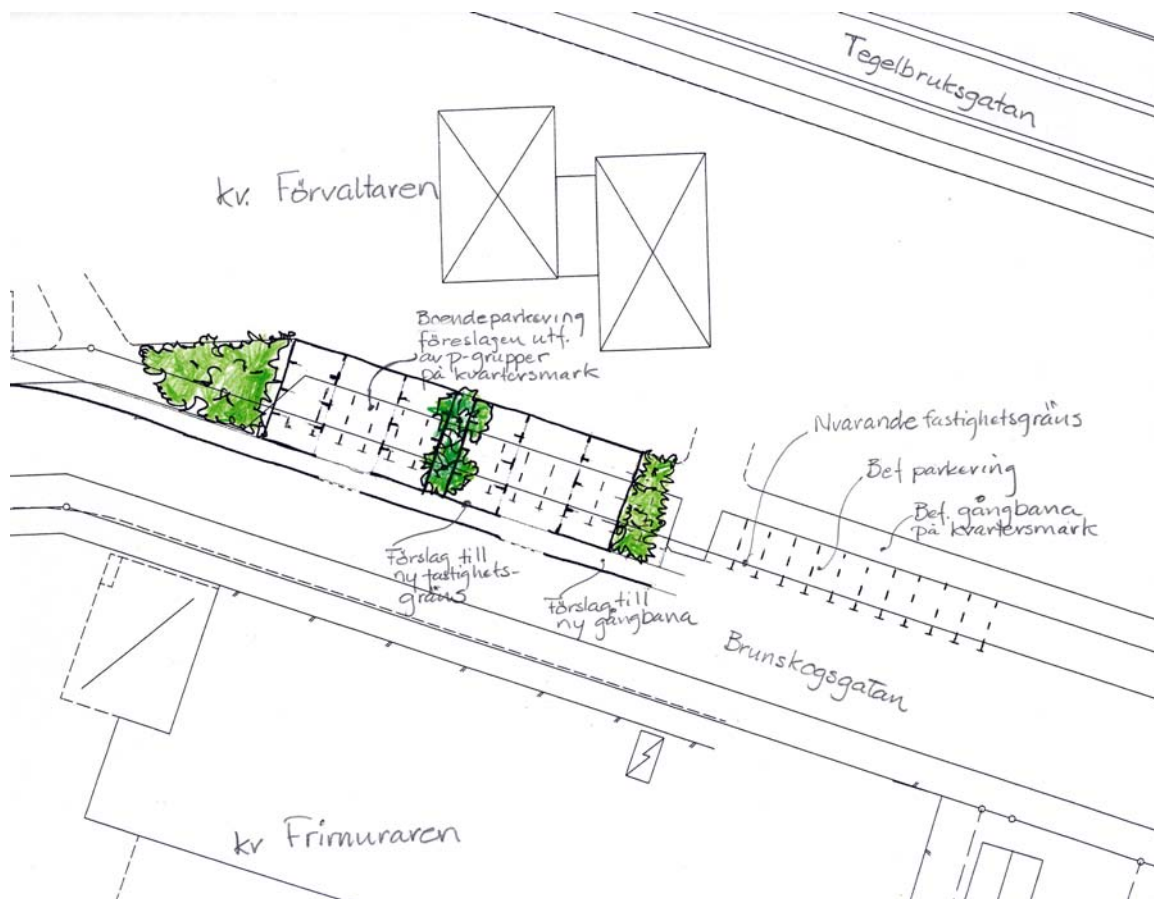 Tegelbruksgatan
kv. Förvaltaren
Boendeparkering
föreslagen utf.
av p-grupper
på kvartersmark
Nvarande fastighetsgräns
Bef parkering
Bef. gångbana
på kvartersmark
Förslag till
ny fastighets-
gräns
Förslag till
ny gångbana
Brunskogsgatan
kv Frimuraren